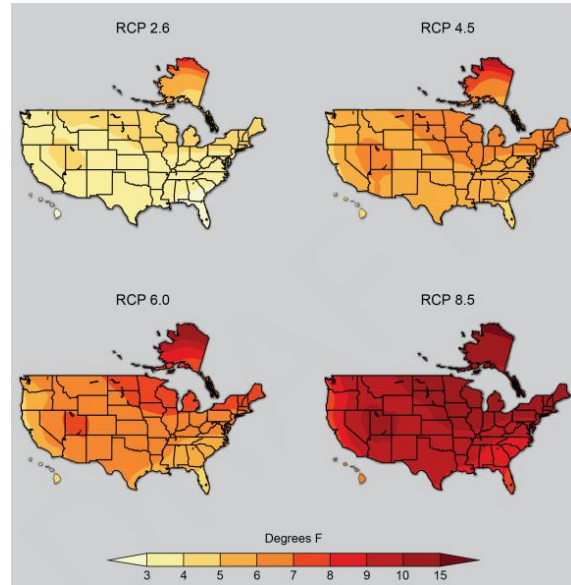 RCP 2.6
RCP 4.5
RCP 6.0
RCP 8.5
Degrees F
3 4 5 6 7 8 9 10 15